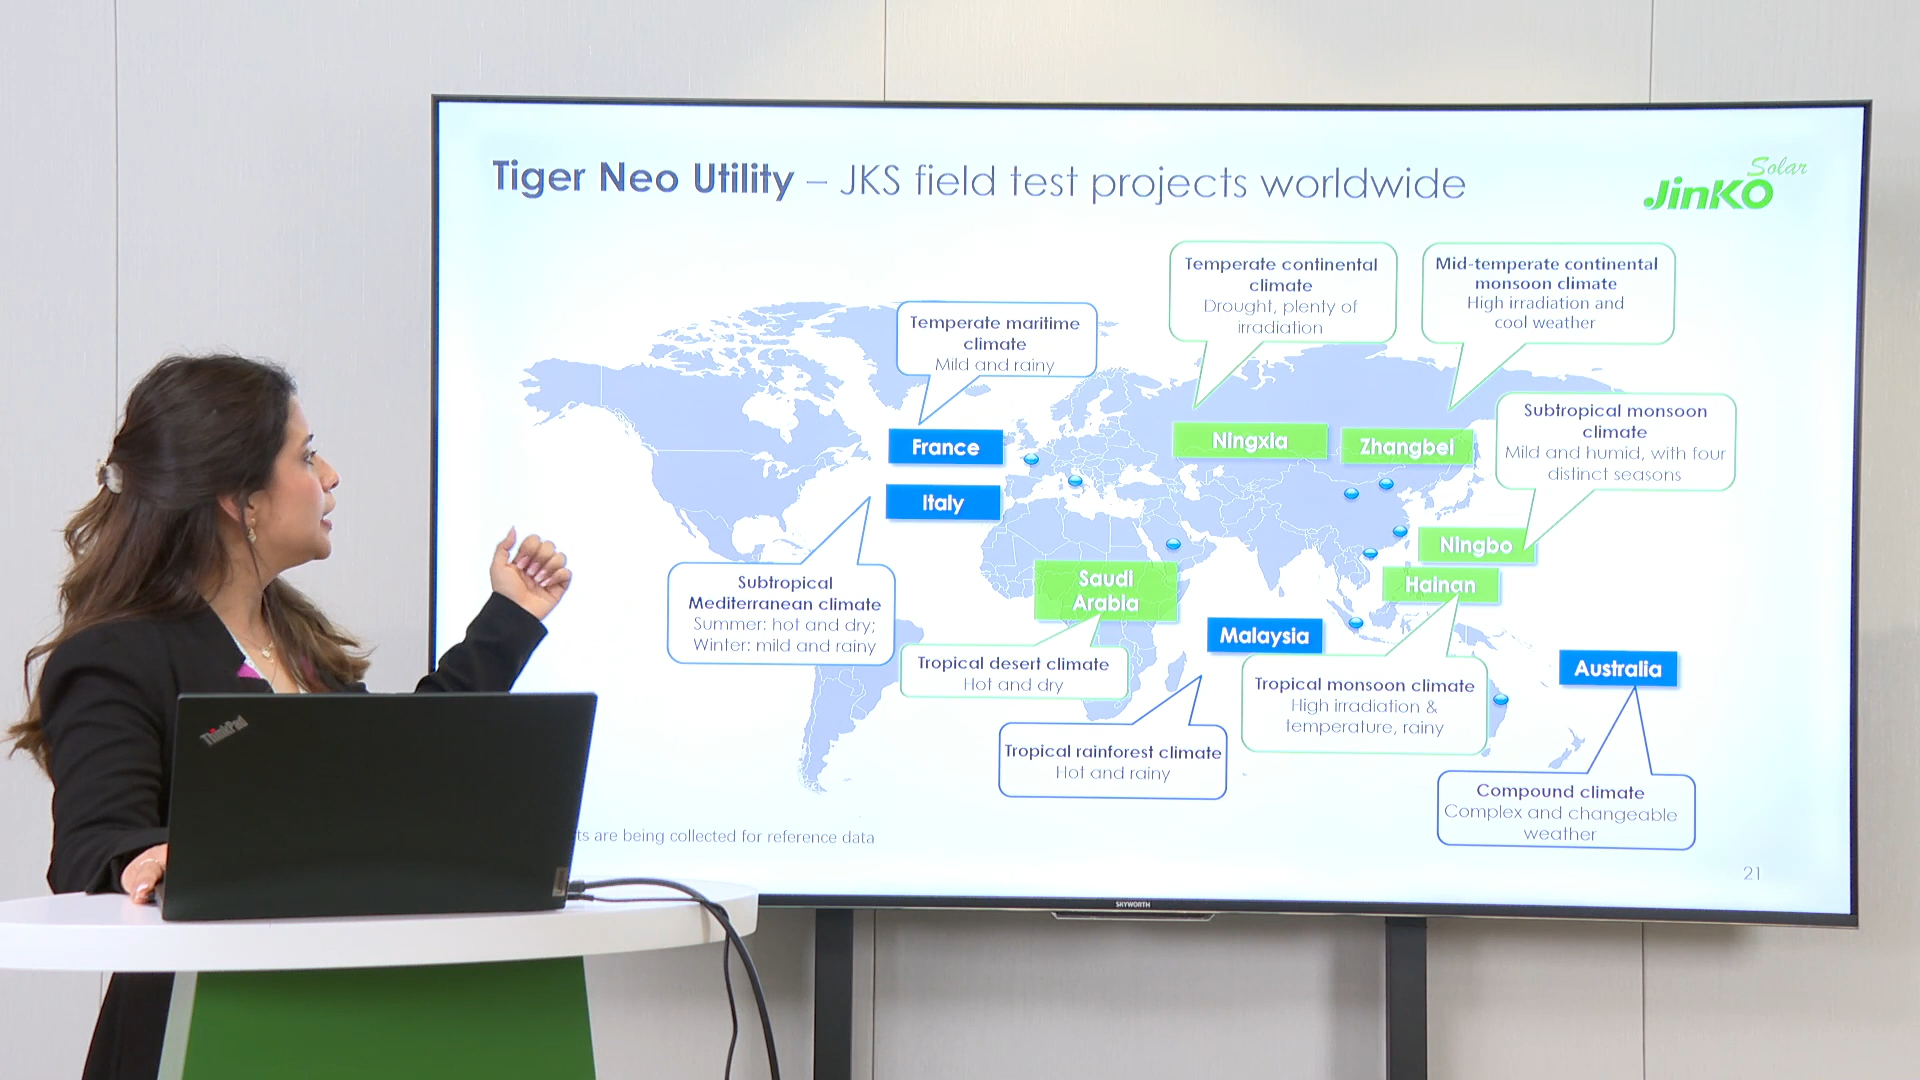 Tiger Neo Utility – JKS field test projects worldwide
Solar
JinKO
Temperate continental
climate
Drought, plenty of
irradiation
Mid-temperate continental
monsoon climate
High irradiation and
cool weather
Temperate maritime
climate
Mild and rainy
Subtropical monsoon
climate
Mild and humid, with four
distinct seasons
France
Italy
Ningxia
Zhangbei
Ningbo
Hainan
Saudi
Arabia
Malaysia
Australia
Subtropical
Mediterranean climate
Summer: hot and dry;
Winter: mild and rainy
Tropical desert climate
Hot and dry
Tropical monsoon climate
High irradiation &
temperature, rainy
Tropical rainforest climate
Hot and rainy
Compound climate
Complex and changeable
weather
are being collected for reference data
21
SKYWORTH
ThinkPad
Lenovo